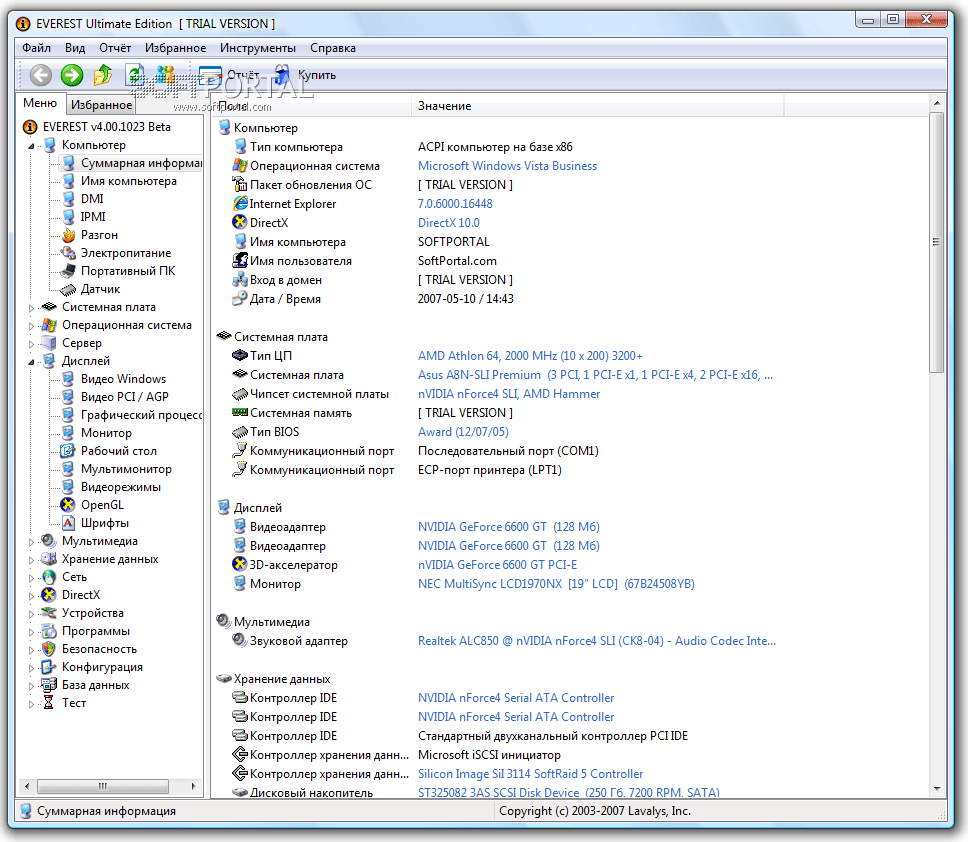 EVEREST Ultimate Edition [ TRIAL VERSION ]
Файл Вид Отчёт Избранное Инструменты Справка
Отчёт Купить
SOFTPORTAL
www.softportal.com
Меню Избранное
Поле Значение
EVEREST v4.00.1023 Beta
Компьютер
Суммарная информац
Имя компьютера
DMI
IPMI
Разгон
Электропитание
Портативный ПК
Датчик
Системная плата
Операционная система
Сервер
Дисплей
Видео Windows
Видео PCI / AGP
Графический процесс
Монитор
Рабочий стол
Мультимонитор
Видеорежимы
OpenGL
Шрифты
Мультимедиа
Хранение данных
Сеть
DirectX
Устройства
Программы
Безопасность
Конфигурация
База данных
Тест
Компьютер
Тип компьютера ACPI компьютер на базе x86
Операционная система Microsoft Windows Vista Business
Пакет обновления ОС [ TRIAL VERSION ]
Internet Explorer 7.0.6000.16448
DirectX DirectX 10.0
Имя компьютера SOFTPORTAL
Имя пользователя SoftPortal.com
Вход в домен [ TRIAL VERSION ]
Дата / Время 2007-05-10 / 14:43
Системная плата
Тип ЦП AMD Athlon 64, 2000 MHz (10 x 200) 3200+
Системная плата Asus A8N-SLI Premium (3 PCI, 1 PCI-E x1, 1 PCI-E x4, 2 PCI-E x16, ...
Чипсет системной платы nVIDIA nForce4 SLI, AMD Hammer
Системная память [ TRIAL VERSION ]
Тип BIOS Award (12/07/05)
Коммуникационный порт Последовательный порт (COM1)
Коммуникационный порт ECP-порт принтера (LPT1)
Дисплей
Видеоадаптер NVIDIA GeForce 6600 GT (128 Мб)
Видеоадаптер NVIDIA GeForce 6600 GT (128 Мб)
3D-акселератор nVIDIA GeForce 6600 GT PCI-E
Монитор NEC MultiSync LCD1970NX [19" LCD] (67B24508YB)
Мультимедиа
Звуковой адаптер Realtek ALC850 @ nVIDIA nForce4 SLI (CK8-04) - Audio Codec Inte...
Хранение данных
Контроллер IDE NVIDIA nForce4 Serial ATA Controller
Контроллер IDE NVIDIA nForce4 Serial ATA Controller
Контроллер IDE Стандартный двухканальный контроллер PCI IDE
Контроллер хранения данн... Microsoft iSCSI инициатор
Контроллер хранения данн... Silicon Image SiI 3114 SoftRaid 5 Controller
Дисковый накопитель ST325082 3AS SCSI Disk Device (250 Гб, 7200 RPM, SATA)
Суммарная информация Copyright (c) 2003-2007 Lavalys, Inc.